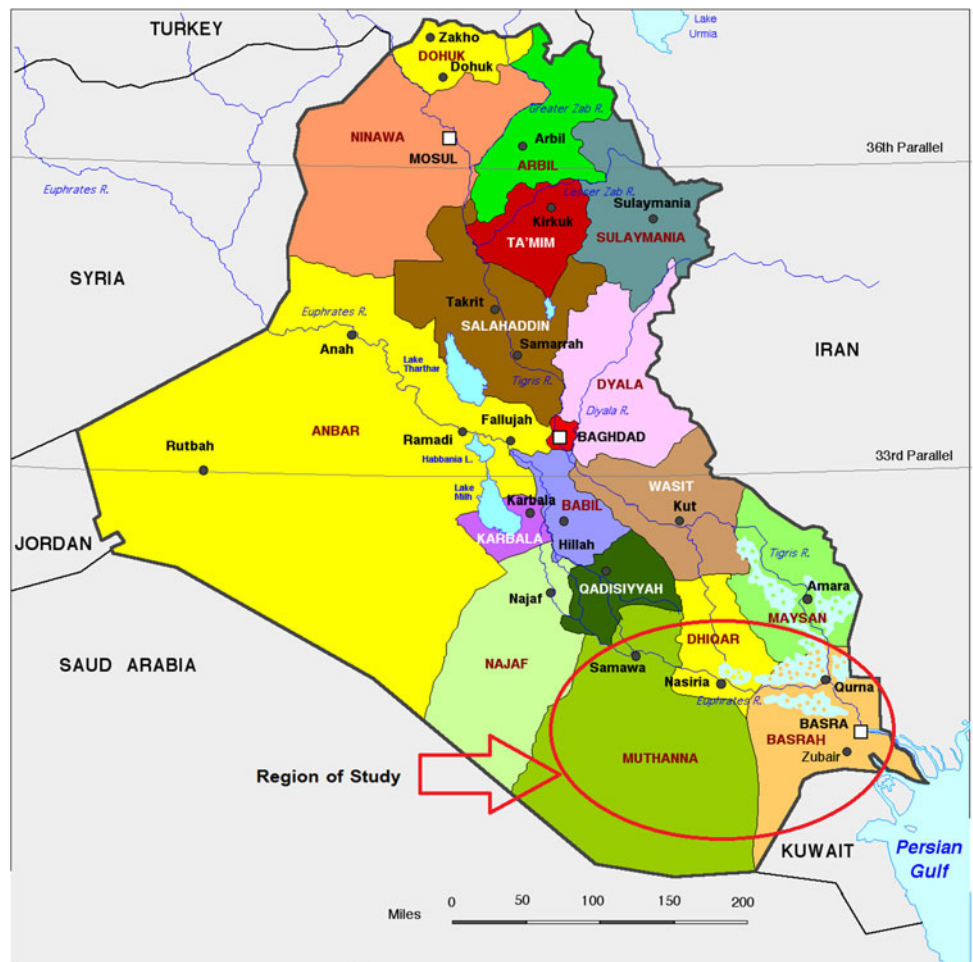 TURKEY
Lake
Urmia
Zakho
DOHUK
Dohuk
Greater Zab R.
NINAWA
Arbil
MOSUL
36th Parallel
ARBIL
Euphrates R.
Lesser Zab R.
Sulaymania
Kirkuk
TA'MIM
SULAYMANIA
SYRIA
Takrit
Euphrates R.
SALAHADDIN
Anah
Samarrah
IRAN
Lake
Tharthar
Tigris R.
DYALA
Diyala R.
Fallujah
ANBAR
Ramadi
BAGHDAD
Rutbah
Habbania L.
33rd Parallel
WASIT
Lake
Milh
Karbala
BABIL
Kut
KARBALA
Hillah
JORDAN
Tigris R.
QADISIYYAH
Amara
Najaf
MAYSAN
DHIQAR
SAUD ARABIA
NAJAF
Samawa
Nasiria
Qurna
Euphrates R.
BASRA
BASRAH
MUTHANNA
Zubair
Region of Study
KUWAIT
Persian
Gulf
0 50 100 150 200
Miles